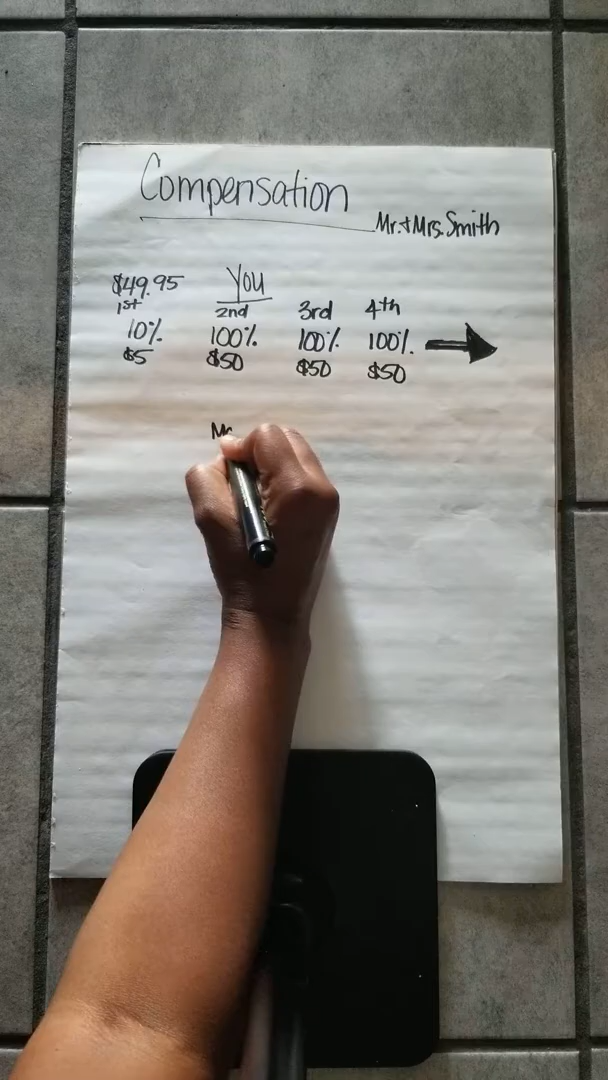 Compensation
Mr.+Mrs. Smith
$49.95 You
1st 2nd 3rd 4th
10% 100% 100% 100%
$5 $50 $50 $50